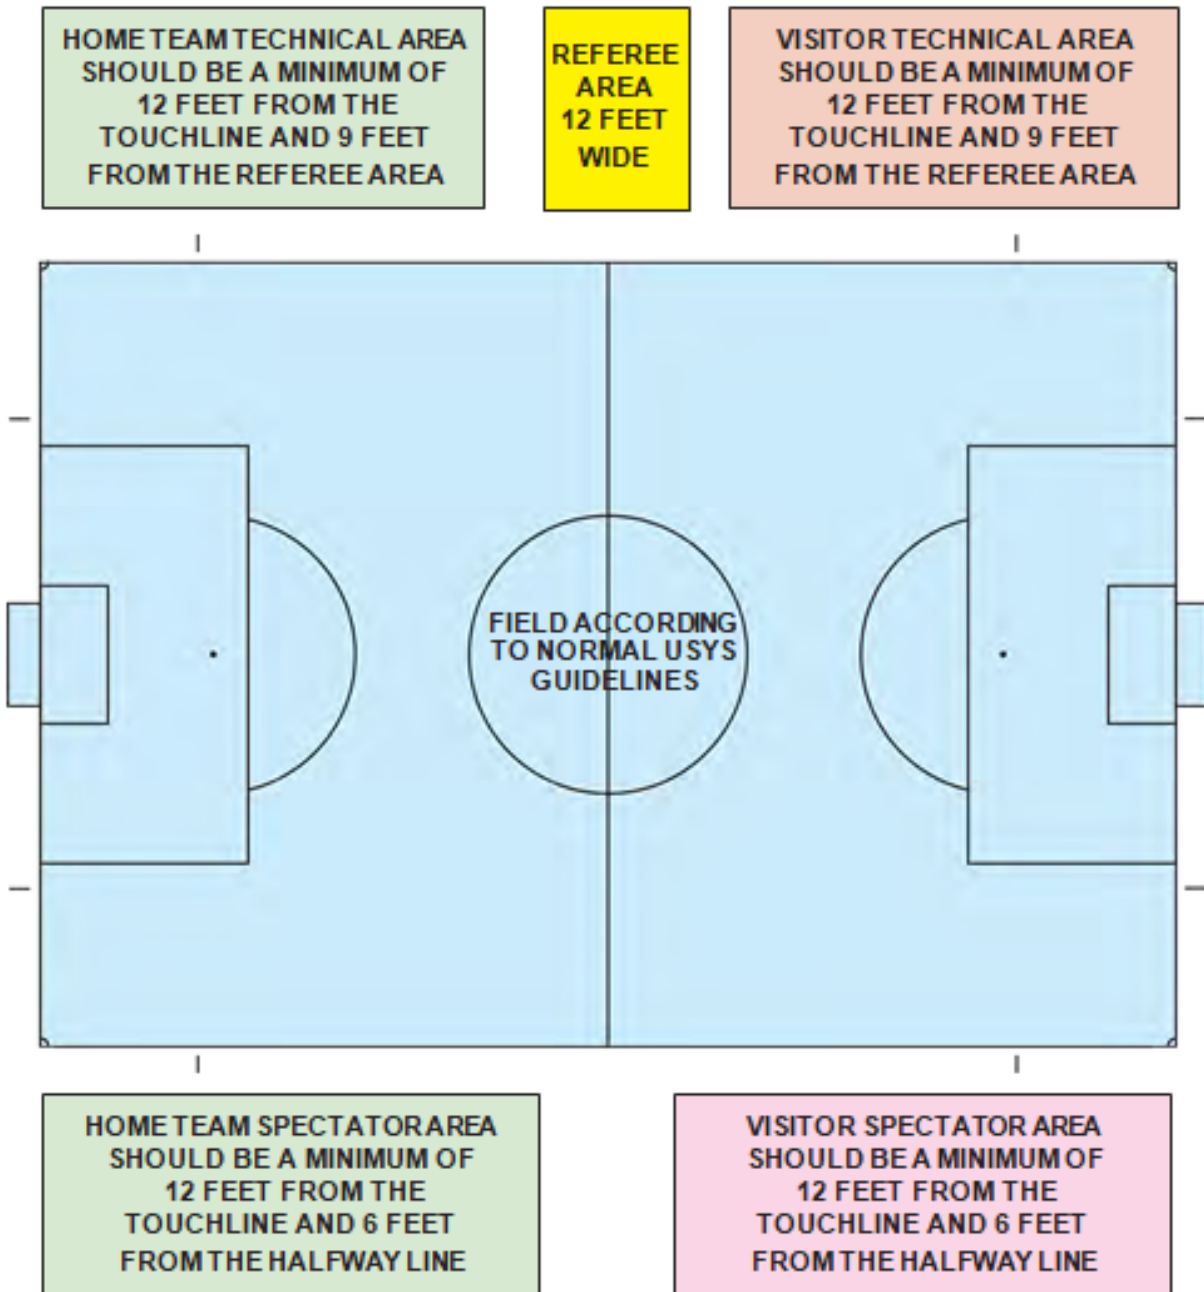 HOME TEAM TECHNICAL AREA
SHOULD BE A MINIMUM OF
12 FEET FROM THE
TOUCHLINE AND 9 FEET
FROM THE REFEREE AREA
REFEREE
AREA
12 FEET
WIDE
VISITOR TECHNICAL AREA
SHOULD BE A MINIMUM OF
12 FEET FROM THE
TOUCHLINE AND 9 FEET
FROM THE REFEREE AREA
FIELD ACCORDING
TO NORMAL USYS
GUIDELINES
HOME TEAM SPECTATOR AREA
SHOULD BE A MINIMUM OF
12 FEET FROM THE
TOUCHLINE AND 6 FEET
FROM THE HALFWAY LINE
VISITOR SPECTATOR AREA
SHOULD BE A MINIMUM OF
12 FEET FROM THE
TOUCHLINE AND 6 FEET
FROM THE HALFWAY LINE